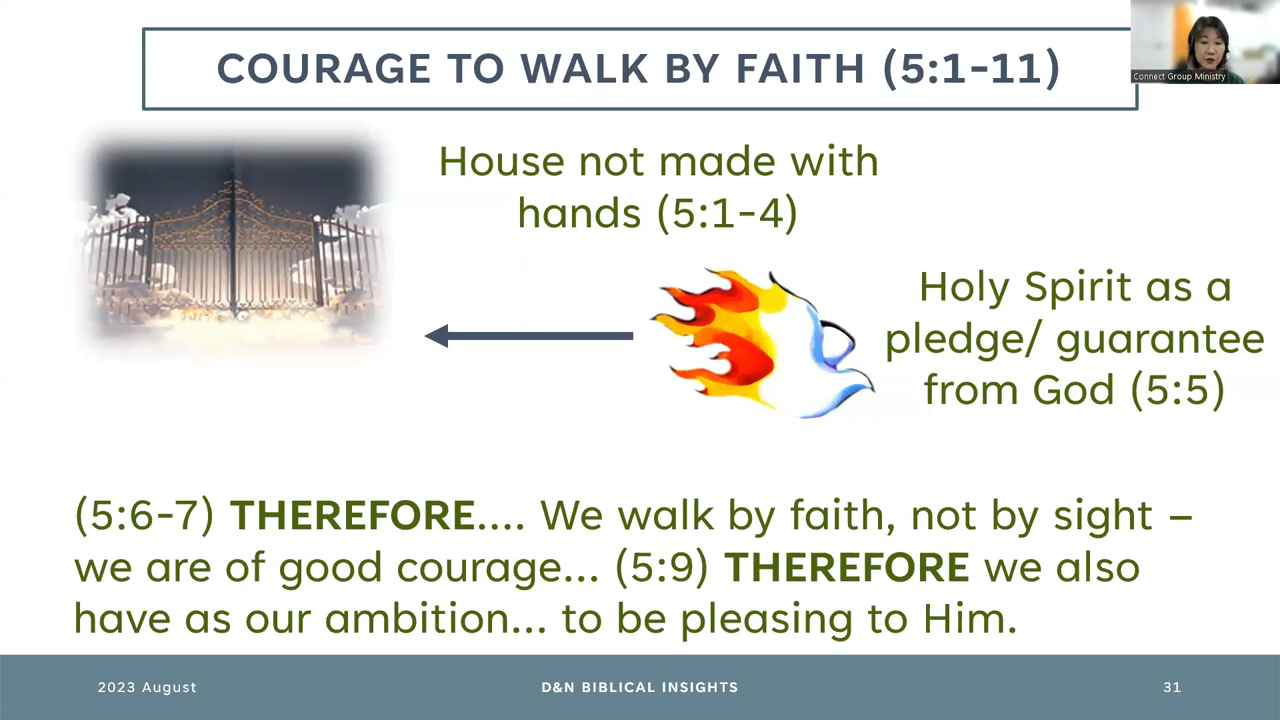 COURAGE TO WALK BY FAITH (5:1-11)
Connect Group Ministry
House not made with
hands (5:1-4)
Holy Spirit as a
pledge/ guarantee
from God (5:5)
(5:6-7) THEREFORE.... We walk by faith, not by sight –
we are of good courage... (5:9) THEREFORE we also
have as our ambition... to be pleasing to Him.
2023 August
D&N BIBLICAL INSIGHTS
31